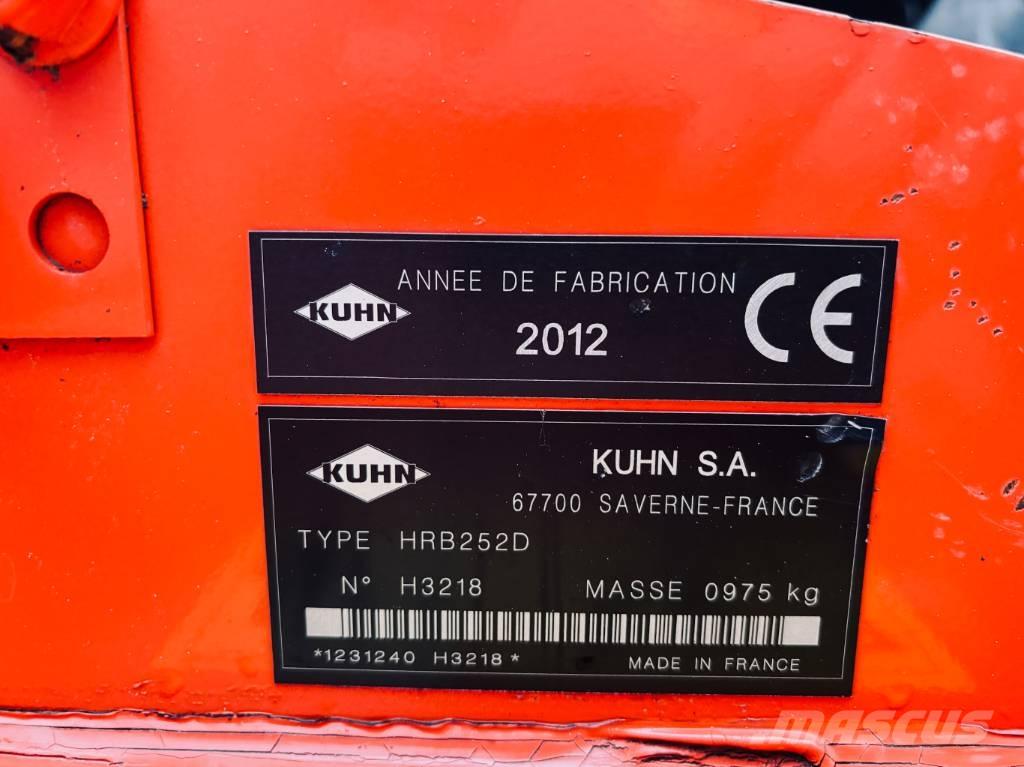 KUHN
ANNEE DE FABRICATION
2012
CE
KUHN
KUHN S.A.
67700 SAVERNE-FRANCE
TYPE HRB252D
N° H3218 MASSE 0975 kg
*1231240 H3218*
MADE IN FRANCE
MASCUS